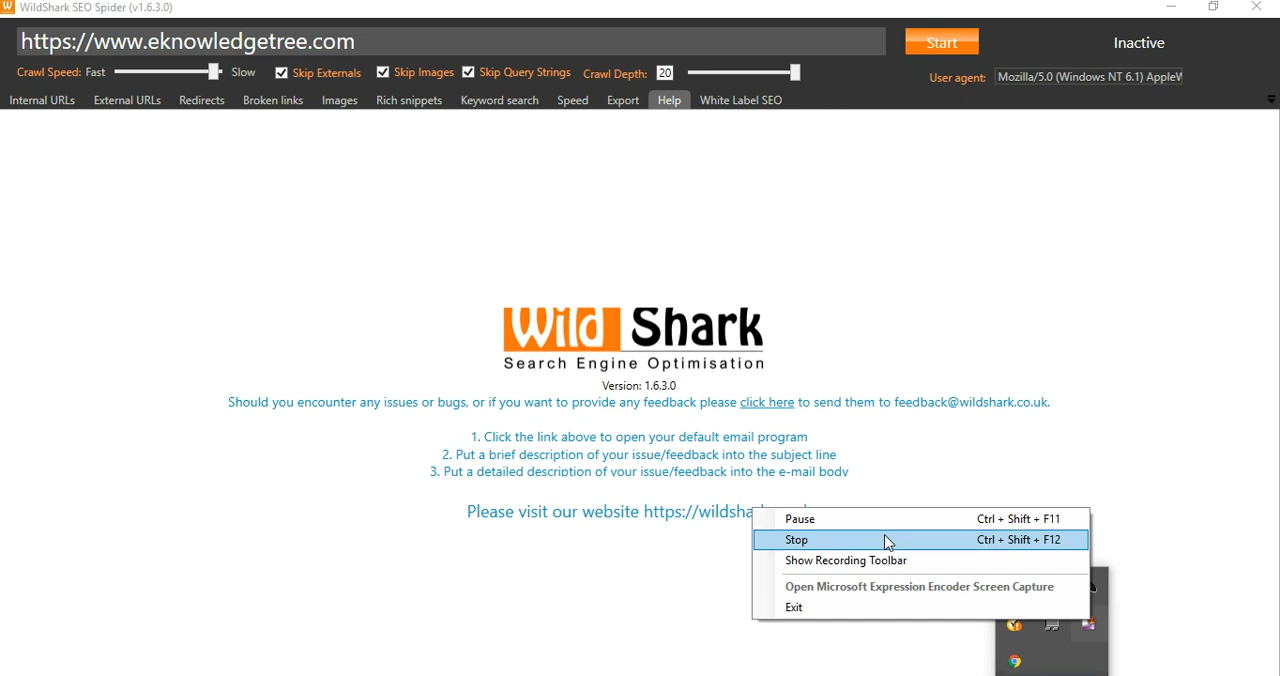 WildShark SEO Spider (v1.6.3.0)
https://www.eknowledgetree.com
Start
Inactive
Crawl Speed: Fast Slow Skip Externals Skip Images Skip Query Strings Crawl Depth: 20
User agent: Mozilla/5.0 (Windows NT 6.1) AppleW
Internal URLs External URLs Redirects Broken links Images Rich snippets Keyword search Speed Export Help White Label SEO
Wild Shark
Search Engine Optimisation
Version: 1.6.3.0
Should you encounter any issues or bugs, or if you want to provide any feedback please click here to send them to feedback@wildshark.co.uk.
1. Click the link above to open your default email program
2. Put a brief description of your issue/feedback into the subject line
3. Put a detailed description of your issue/feedback into the e-mail body
Please visit our website https://wildsha
Pause Ctrl + Shift + F11
Stop Ctrl + Shift + F12
Show Recording Toolbar
Open Microsoft Expression Encoder Screen Capture
Exit